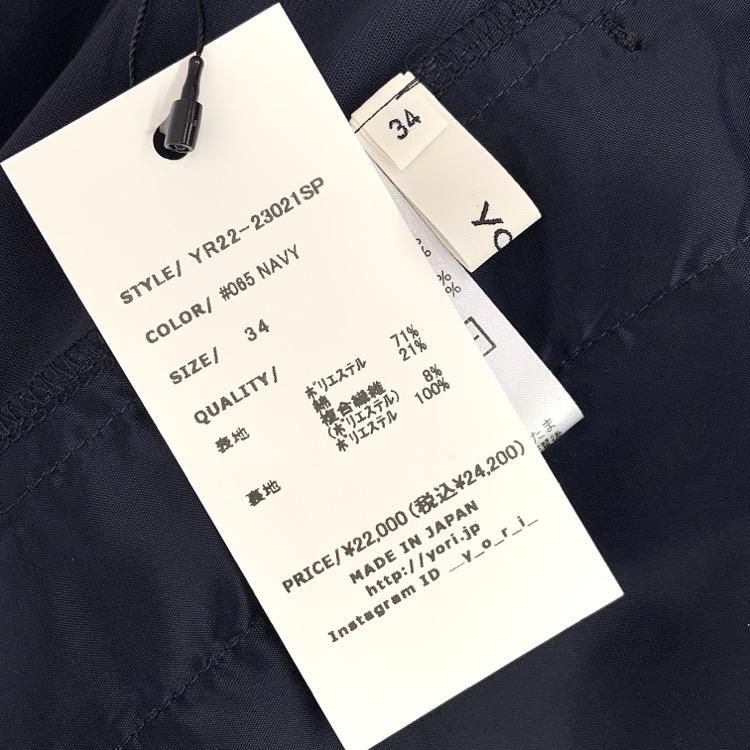 STYLE/ YR22-23021SP
COLOR/ #065 NAVY
SIZE/ 34
QUALITY/
表地 ポリエステル 71%
綿 21%
複合繊維 8%
(ポリエステル)
裏地 ポリエステル 100%
PRICE/¥22,000(税込¥24,200)
MADE IN JAPAN
http://yori.jp
Instagram ID __y_o_r_i_
34
YO
%
%